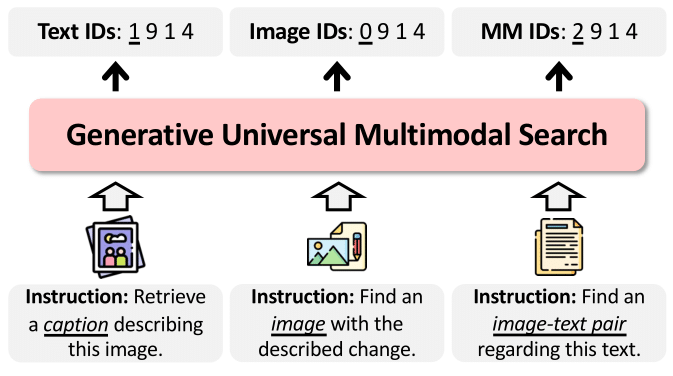 Text IDs: 1 9 1 4
Image IDs: 0 9 1 4
MM IDs: 2 9 1 4
Generative Universal Multimodal Search
Instruction: Retrieve
a caption describing
this image.
Instruction: Find an
image with the
described change.
Instruction: Find an
image-text pair
regarding this text.